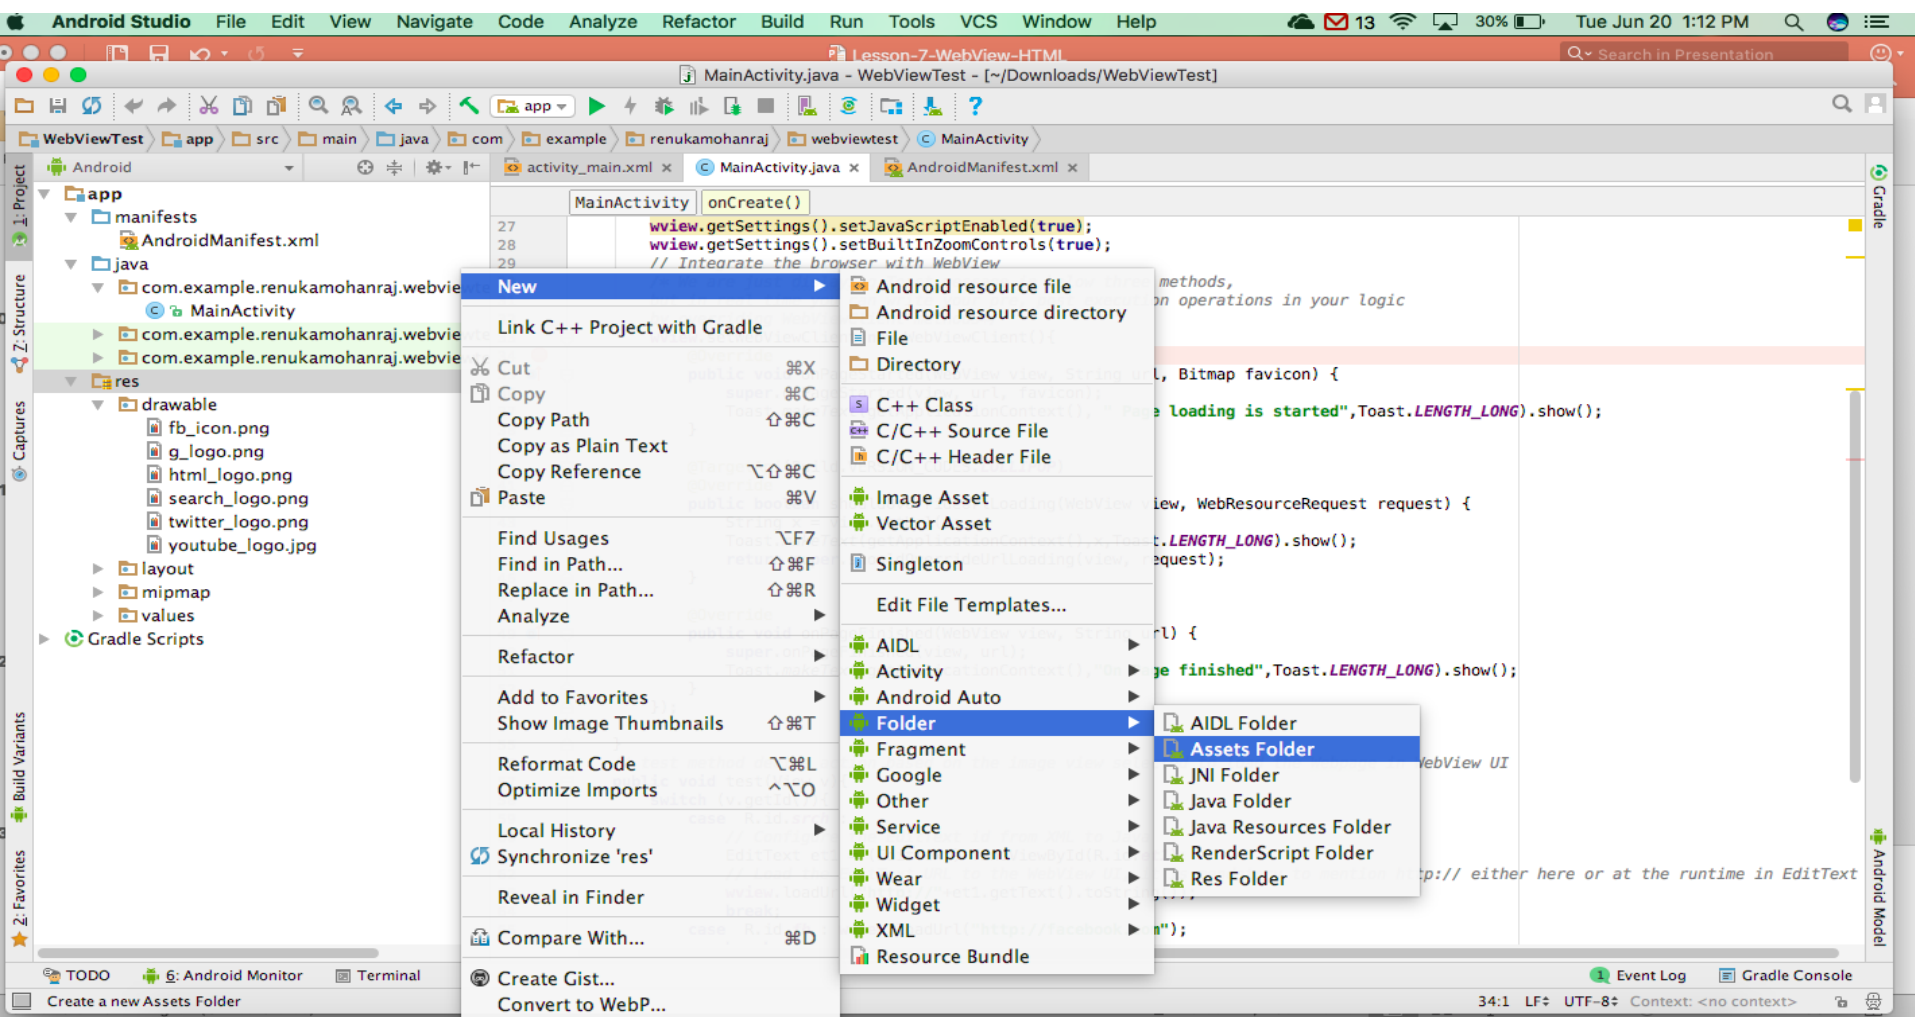 Android Studio File Edit View Navigate Code Analyze Refactor Build Run Tools VCS Window Help 13 30% Tue Jun 20 1:12 PM
Lesson-7-WebView-HTML Search in Presentation
MainActivity.java - WebViewTest - [~/Downloads/WebViewTest]
app
WebViewTest app src main java com example renukamohanraj webviewtest MainActivity
Android activity_main.xml MainActivity.java AndroidManifest.xml
MainActivity onCreate()
1: Project
Z: Structure
Captures
Build Variants
2: Favorites
app
manifests
AndroidManifest.xml
java
com.example.renukamohanraj.webvie
MainActivity
com.example.renukamohanraj.webvie
com.example.renukamohanraj.webvie
res
drawable
fb_icon.png
g_logo.png
html_logo.png
search_logo.png
twitter_logo.png
youtube_logo.jpg
layout
mipmap
values
Gradle Scripts
27 wview.getSettings().setJavaScriptEnabled(true);
28 wview.getSettings().setBuiltInZoomControls(true);
29 // Integrate the browser with WebView
methods,
operations in your logic
, Bitmap favicon) {
loading is started",Toast.LENGTH_LONG).show();
iew, WebResourceRequest request) {
.LENGTH_LONG).show();
equest);
rl) {
ge finished",Toast.LENGTH_LONG).show();
WebView UI
tp:// either here or at the runtime in EditText
");
New
Link C++ Project with Gradle
Cut ⌘X
Copy ⌘C
Copy Path ⇧⌘C
Copy as Plain Text
Copy Reference ⌥⇧⌘C
Paste ⌘V
Find Usages ⌥F7
Find in Path... ⇧⌘F
Replace in Path... ⇧⌘R
Analyze
Refactor
Add to Favorites
Show Image Thumbnails ⇧⌘T
Reformat Code ⌥⌘L
Optimize Imports ^⌥O
Local History
Synchronize 'res'
Reveal in Finder
Compare With... ⌘D
Create Gist...
Convert to WebP...
Android resource file
Android resource directory
File
Directory
C++ Class
C/C++ Source File
C/C++ Header File
Image Asset
Vector Asset
Singleton
Edit File Templates...
AIDL
Activity
Android Auto
Folder
Fragment
Google
Other
Service
UI Component
Wear
Widget
XML
Resource Bundle
AIDL Folder
Assets Folder
JNI Folder
Java Folder
Java Resources Folder
RenderScript Folder
Res Folder
Gradle
Android Model
TODO 6: Android Monitor Terminal 1 Event Log Gradle Console
Create a new Assets Folder 34:1 LF UTF-8 Context: <no context>